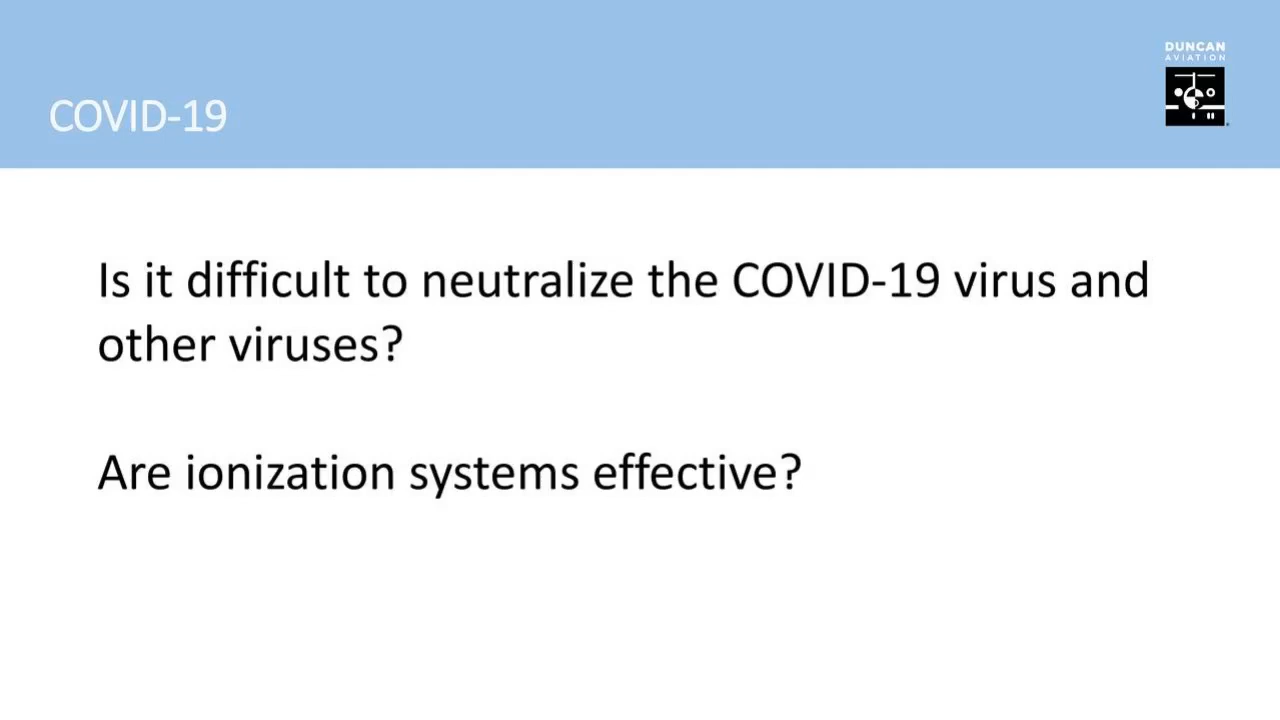 DUNCAN
AVIATION
COVID-19
Is it difficult to neutralize the COVID-19 virus and
other viruses?
Are ionization systems effective?